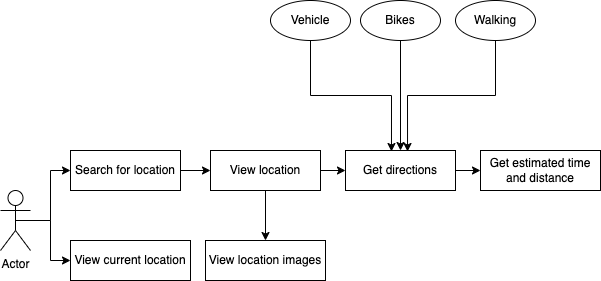 Vehicle
Bikes
Walking
Search for location
View location
Get directions
Get estimated time
and distance
Actor
View current location
View location images